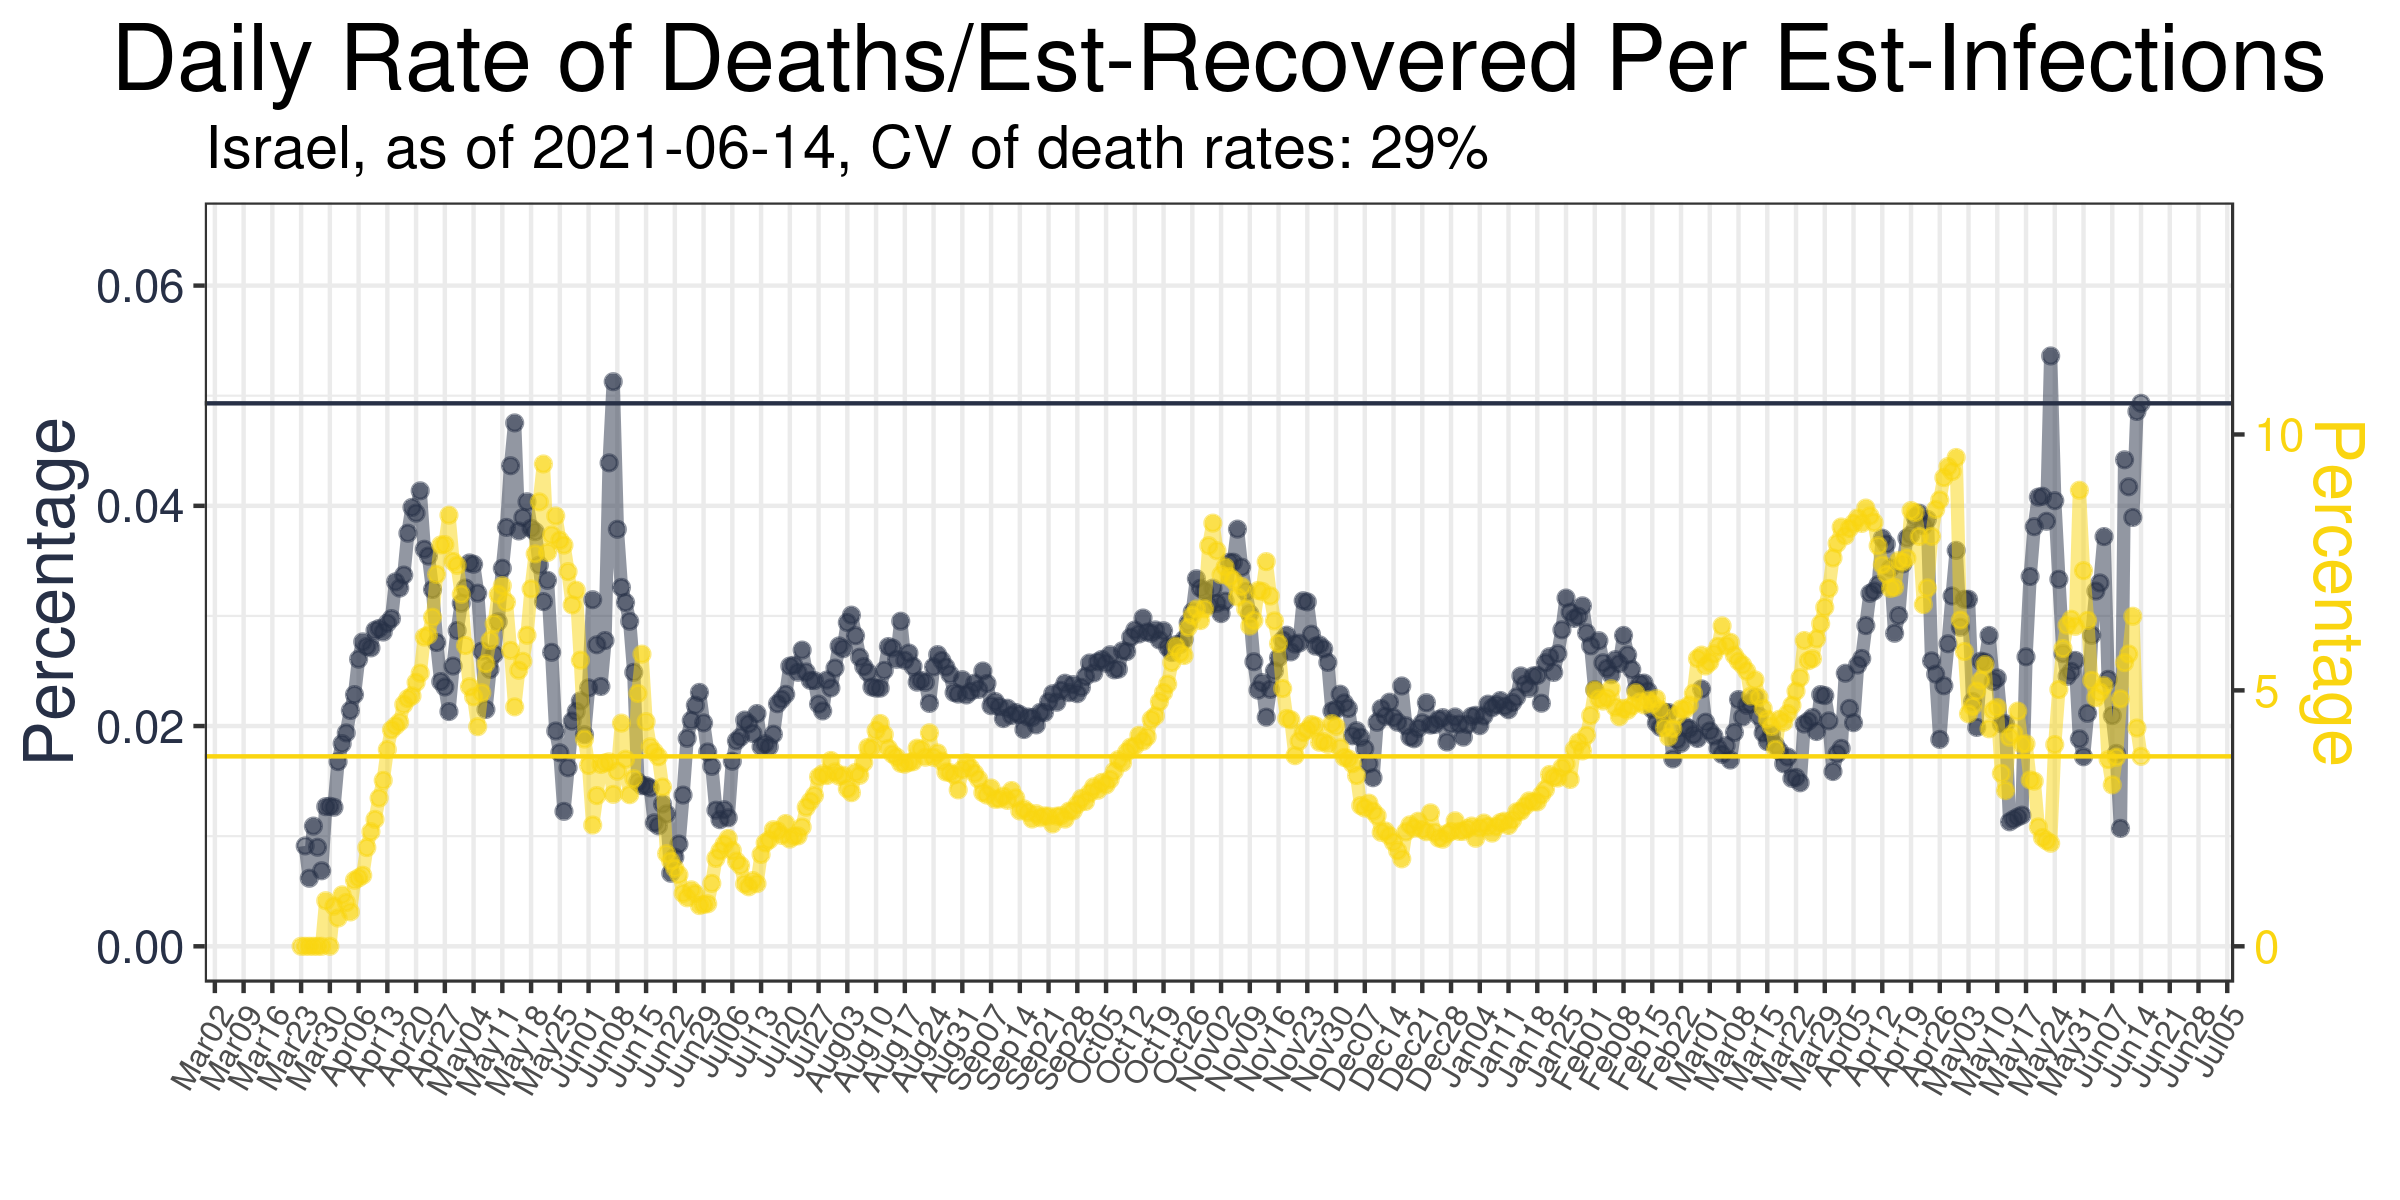 Daily Rate of Deaths/Est-Recovered Per Est-Infections
Israel, as of 2021-06-14, CV of death rates: 29%
Percentage
0.06
0.04
0.02
0.00
10
5
0
Percentage
Mar02
Mar09
Mar16
Mar23
Mar30
Apr06
Apr13
Apr20
Apr27
May04
May11
May18
May25
Jun01
Jun08
Jun15
Jun22
Jun29
Jul06
Jul13
Jul20
Jul27
Aug03
Aug10
Aug17
Aug24
Aug31
Sep07
Sep14
Sep21
Sep28
Oct05
Oct12
Oct19
Oct26
Nov02
Nov09
Nov16
Nov23
Nov30
Dec07
Dec14
Dec21
Dec28
Jan04
Jan11
Jan18
Jan25
Feb01
Feb08
Feb15
Feb22
Mar01
Mar08
Mar15
Mar22
Mar29
Apr05
Apr12
Apr19
Apr26
May03
May10
May17
May24
May31
Jun07
Jun14
Jun21
Jun28
Jul05